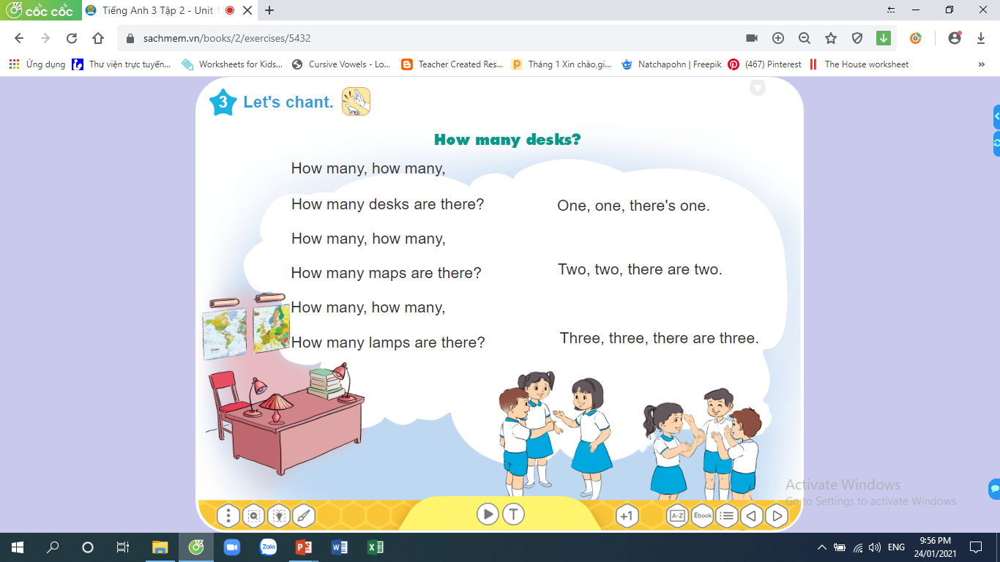 cốc cốc
Tiếng Anh 3 Tập 2 - Unit 1
sachmem.vn/books/2/exercises/5432
Ứng dụng
Thư viện trực tuyến...
Worksheets for Kids...
Cursive Vowels - Lo...
Teacher Created Res...
Tháng 1 Xin chào,gi...
Natchapohn | Freepik
(467) Pinterest
The House worksheet
»
3 Let's chant.
How many desks?
How many, how many,
How many desks are there?
One, one, there's one.
How many, how many,
How many maps are there?
Two, two, there are two.
How many, how many,
How many lamps are there?
Three, three, there are three.
Activate Windows
Go to Settings to activate Windows.
T
+1
A-Z
Ebook
Zalo
ENG
9:56 PM
24/01/2021